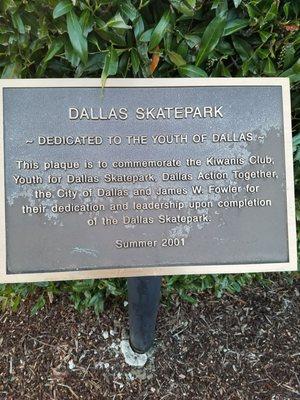 DALLAS SKATEPARK
~ DEDICATED TO THE YOUTH OF DALLAS ~
This plaque is to commemorate the Kiwanis Club,
Youth for Dallas Skatepark, Dallas Action Together,
the City of Dallas and James W. Fowler for
their dedication and leadership upon completion
of the Dallas Skatepark.
Summer 2001